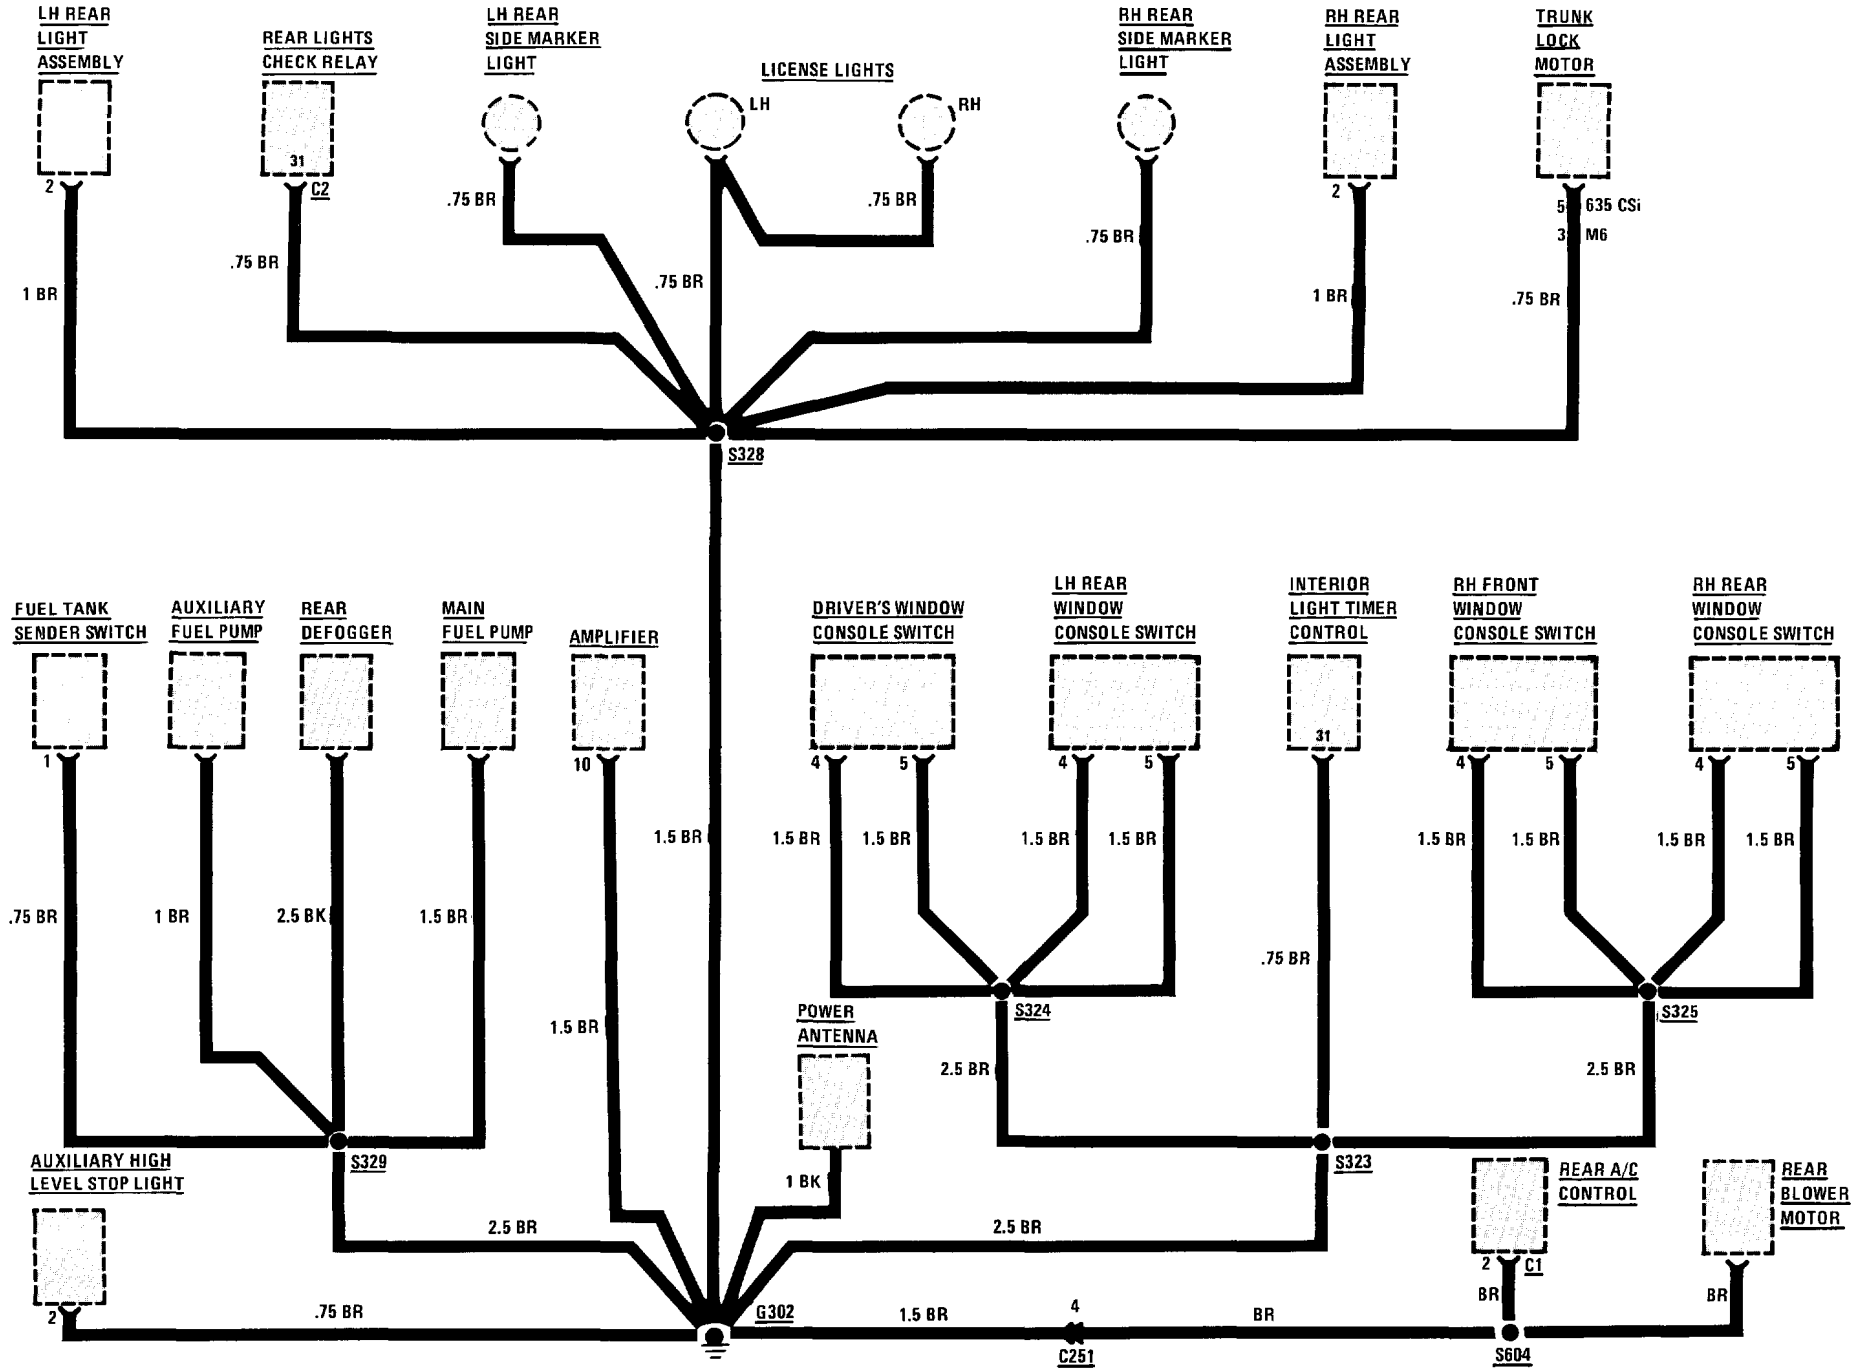 LH REAR
LIGHT
ASSEMBLY
REAR LIGHTS
CHECK RELAY
LH REAR
SIDE MARKER
LIGHT
LICENSE LIGHTS
RH REAR
SIDE MARKER
LIGHT
RH REAR
LIGHT
ASSEMBLY
TRUNK
LOCK
MOTOR
LH
RH
31
2
C2
.75 BR
.75 BR
2
5 635 CSi
3 M6
1 BR
.75 BR
.75 BR
.75 BR
1 BR
.75 BR
S328
FUEL TANK
SENDER SWITCH
AUXILIARY
FUEL PUMP
REAR
DEFOGGER
MAIN
FUEL PUMP
AMPLIFIER
DRIVER'S WINDOW
CONSOLE SWITCH
LH REAR
WINDOW
CONSOLE SWITCH
INTERIOR
LIGHT TIMER
CONTROL
RH FRONT
WINDOW
CONSOLE SWITCH
RH REAR
WINDOW
CONSOLE SWITCH
31
1
10
4
5
4
5
4
5
4
5
1.5 BR
1.5 BR
1.5 BR
1.5 BR
1.5 BR
1.5 BR
1.5 BR
1.5 BR
1.5 BR
.75 BR
1 BR
2.5 BK
1.5 BR
.75 BR
1.5 BR
POWER
ANTENNA
S324
S325
2.5 BR
2.5 BR
AUXILIARY HIGH
LEVEL STOP LIGHT
S329
1 BK
S323
REAR A/C
CONTROL
REAR
BLOWER
MOTOR
2.5 BR
2.5 BR
2
C1
BR
BR
2
.75 BR
G302
1.5 BR
4
BR
C251
S604